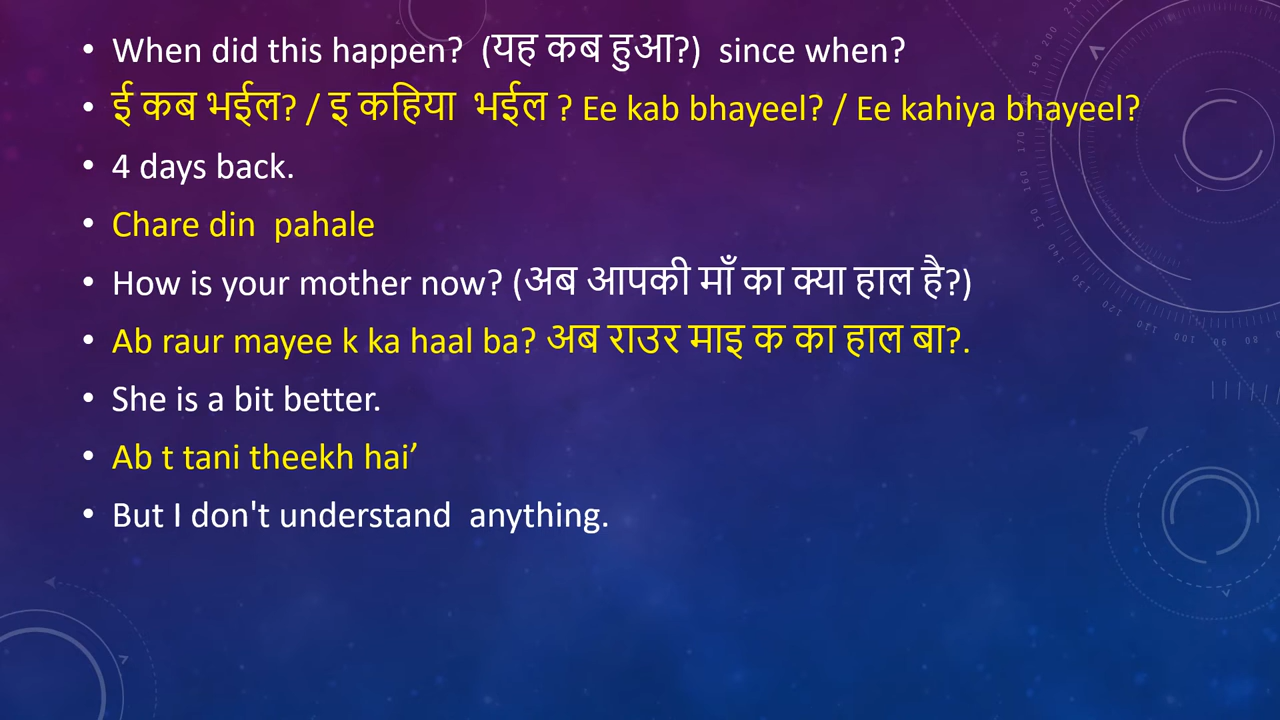 When did this happen?  (यह कब हुआ?)  since when?
ई कब भईल? / इ कहिया  भईल ? Ee kab bhayeel? / Ee kahiya bhayeel?
4 days back.
Chare din  pahale
How is your mother now? (अब आपकी माँ का क्या हाल है?)
Ab raur mayee k ka haal ba? अब राउर माइ क का हाल बा?.
She is a bit better.
Ab t tani theekh hai’
But I don't understand  anything.